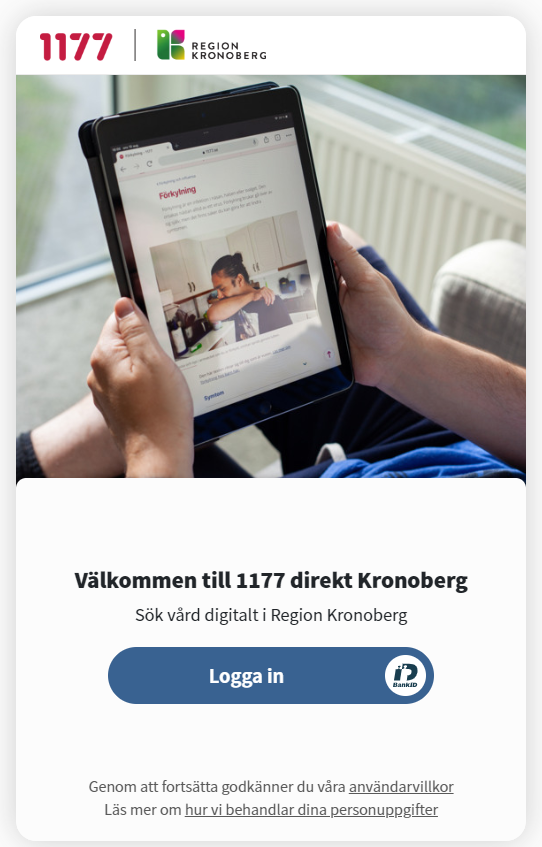 1177
REGION
KRONOBERG
Förkylning
Symtom
Välkommen till 1177 direkt Kronoberg
Sök vård digitalt i Region Kronoberg
Logga in
BankID
Genom att fortsätta godkänner du våra användarvillkor
Läs mer om hur vi behandlar dina personuppgifter